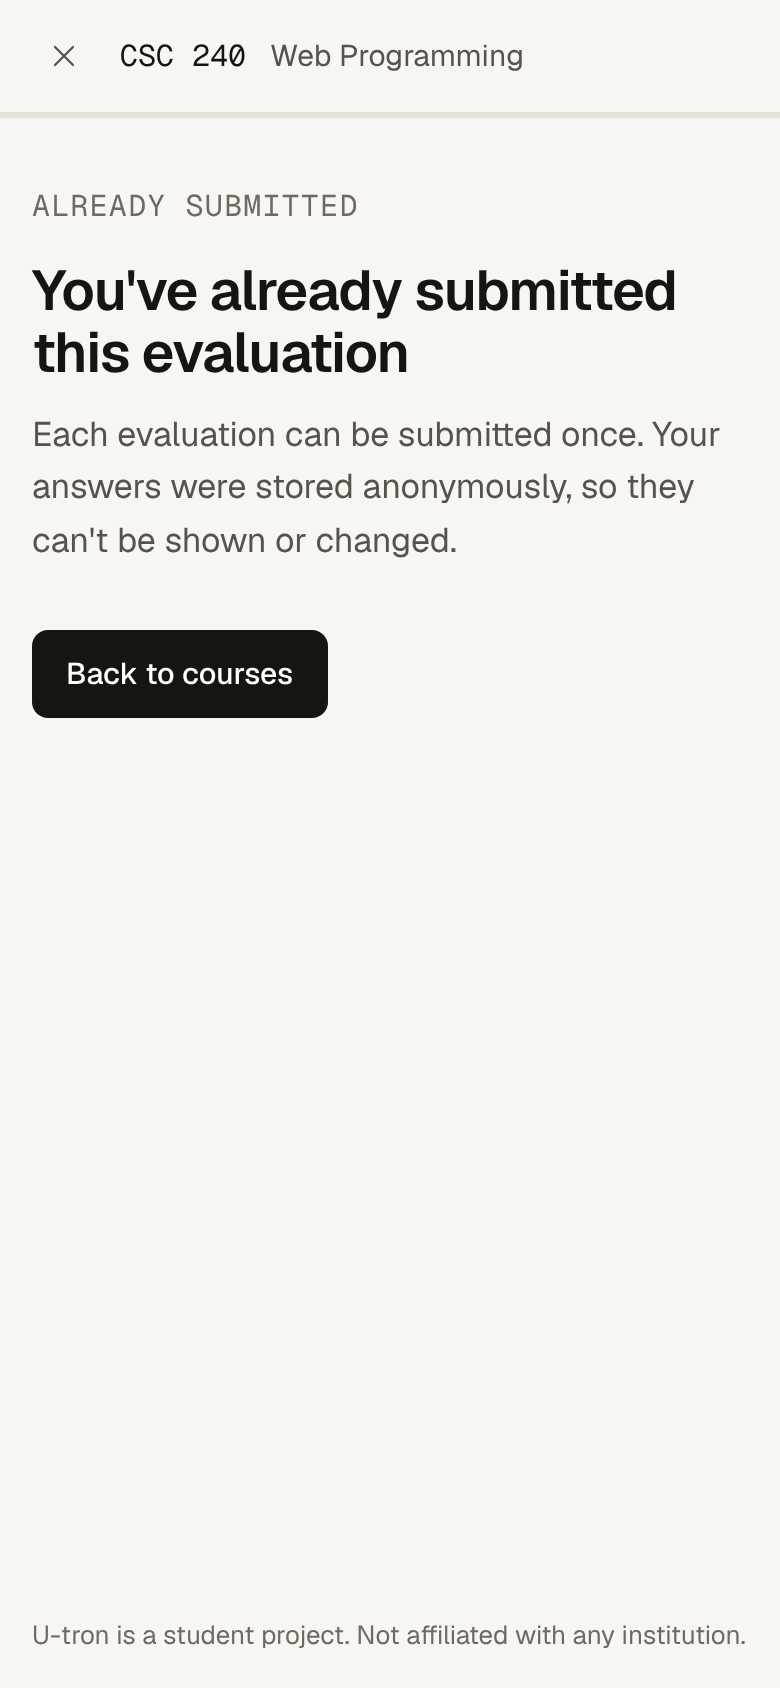 CSC 240 Web Programming
ALREADY SUBMITTED
You've already submitted
this evaluation
Each evaluation can be submitted once. Your
answers were stored anonymously, so they
can't be shown or changed.
Back to courses
U-tron is a student project. Not affiliated with any institution.